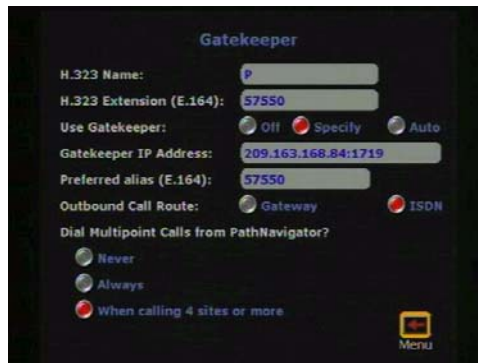 Gatekeeper
H.323 Name: P
H.323 Extension (E.164): 57550
Use Gatekeeper: Off Specify Auto
Gatekeeper IP Address: 209.163.168.84:1719
Preferred alias (E.164): 57550
Outbound Call Route: Gateway ISDN
Dial Multipoint Calls from PathNavigator?
Never
Always
When calling 4 sites or more
Menu